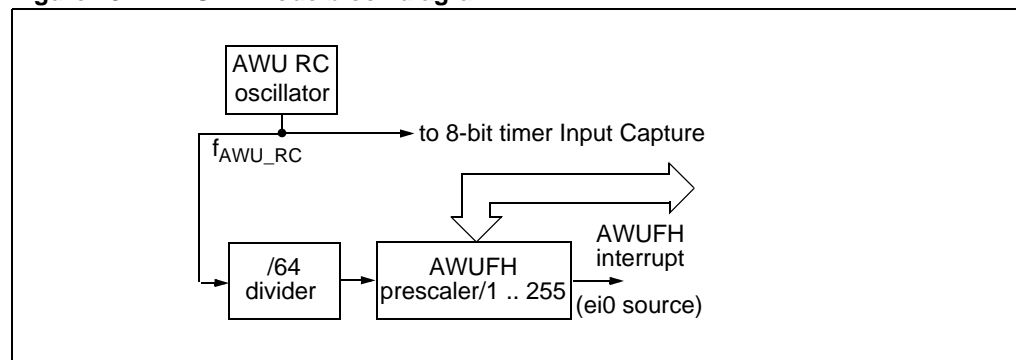 AWU RC
oscillator
to 8-bit timer Input Capture
fAWU_RC
AWUFH
interrupt
/64
divider
AWUFH
prescaler/1 .. 255
(ei0 source)